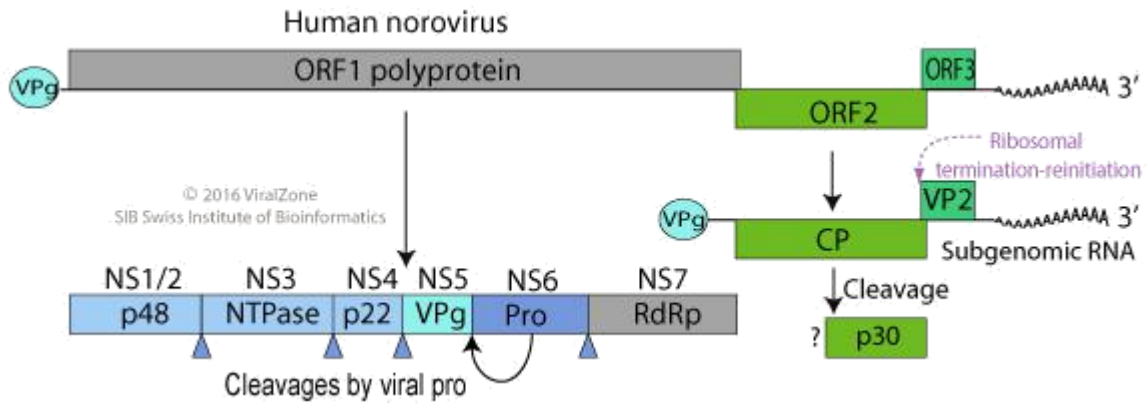 Human norovirus
VPg
ORF1 polyprotein
ORF3
3'
ORF2
Ribosomal
termination-reinitiation
© 2016 ViralZone
SIB Swiss Institute of Bioinformatics
VPg
VP2
3'
CP
Subgenomic RNA
NS1/2 NS3 NS4 NS5 NS6 NS7
p48 NTPase p22 VPg Pro RdRp
Cleavage
? p30
Cleavages by viral pro